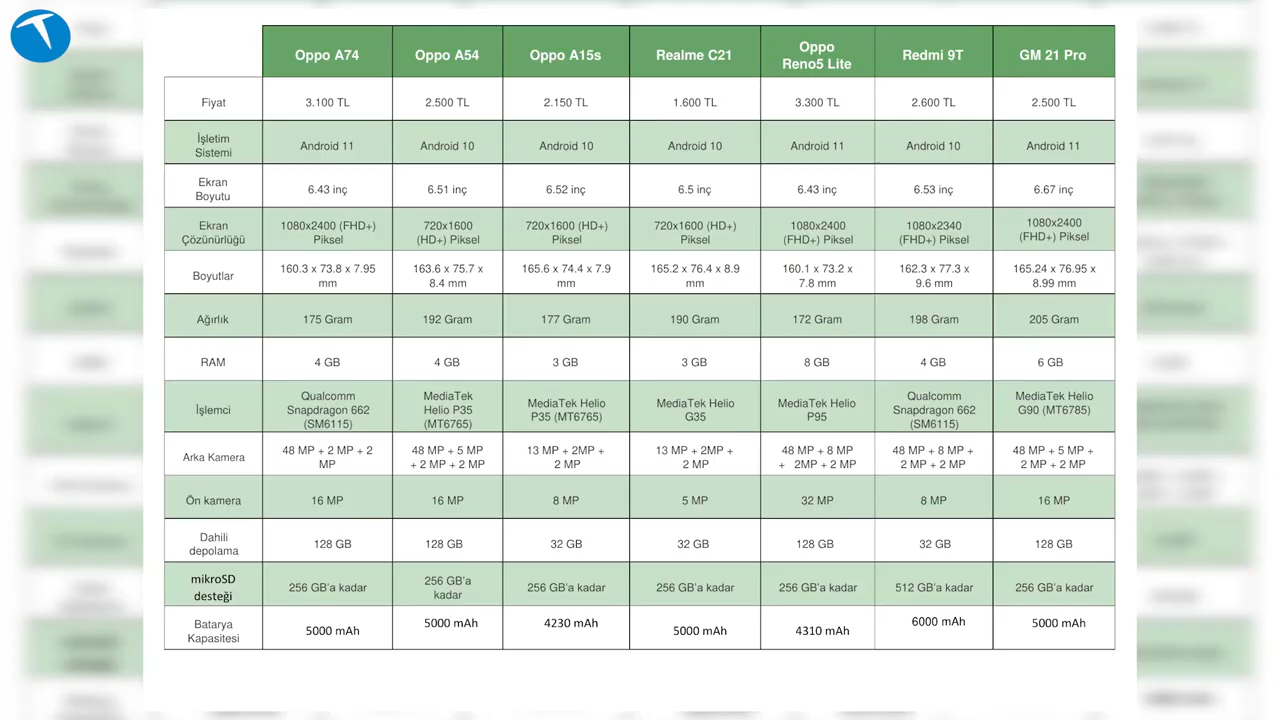 Oppo A74 Oppo A54 Oppo A15s Realme C21 Oppo Reno5 Lite Redmi 9T GM 21 Pro
Fiyat 3.100 TL 2.500 TL 2.150 TL 1.600 TL 3.300 TL 2.600 TL 2.500 TL
İşletim Sistemi Android 11 Android 10 Android 10 Android 10 Android 11 Android 10 Android 11
Ekran Boyutu 6.43 inç 6.51 inç 6.52 inç 6.5 inç 6.43 inç 6.53 inç 6.67 inç
Ekran Çözünürlüğü 1080x2400 (FHD+) Piksel 720x1600 (HD+) Piksel 720x1600 (HD+) Piksel 720x1600 (HD+) Piksel 1080x2400 (FHD+) Piksel 1080x2340 (FHD+) Piksel 1080x2400 (FHD+) Piksel
Boyutlar 160.3 x 73.8 x 7.95 mm 163.6 x 75.7 x 8.4 mm 165.6 x 74.4 x 7.9 mm 165.2 x 76.4 x 8.9 mm 160.1 x 73.2 x 7.8 mm 162.3 x 77.3 x 9.6 mm 165.24 x 76.95 x 8.99 mm
Ağırlık 175 Gram 192 Gram 177 Gram 190 Gram 172 Gram 198 Gram 205 Gram
RAM 4 GB 4 GB 3 GB 3 GB 8 GB 4 GB 6 GB
İşlemci Qualcomm Snapdragon 662 (SM6115) MediaTek Helio P35 (MT6765) MediaTek Helio P35 (MT6765) MediaTek Helio G35 MediaTek Helio P95 Qualcomm Snapdragon 662 (SM6115) MediaTek Helio G90 (MT6785)
Arka Kamera 48 MP + 2 MP + 2 MP 48 MP + 5 MP + 2 MP + 2 MP 13 MP + 2MP + 2 MP 13 MP + 2MP + 2 MP 48 MP + 8 MP + 2MP + 2 MP 48 MP + 8 MP + 2 MP + 2 MP 48 MP + 5 MP + 2 MP + 2 MP
Ön kamera 16 MP 16 MP 8 MP 5 MP 32 MP 8 MP 16 MP
Dahili depolama 128 GB 128 GB 32 GB 32 GB 128 GB 32 GB 128 GB
mikroSD desteği 256 GB'a kadar 256 GB'a kadar 256 GB'a kadar 256 GB'a kadar 256 GB'a kadar 512 GB'a kadar 256 GB'a kadar
Batarya Kapasitesi 5000 mAh 5000 mAh 4230 mAh 5000 mAh 4310 mAh 6000 mAh 5000 mAh